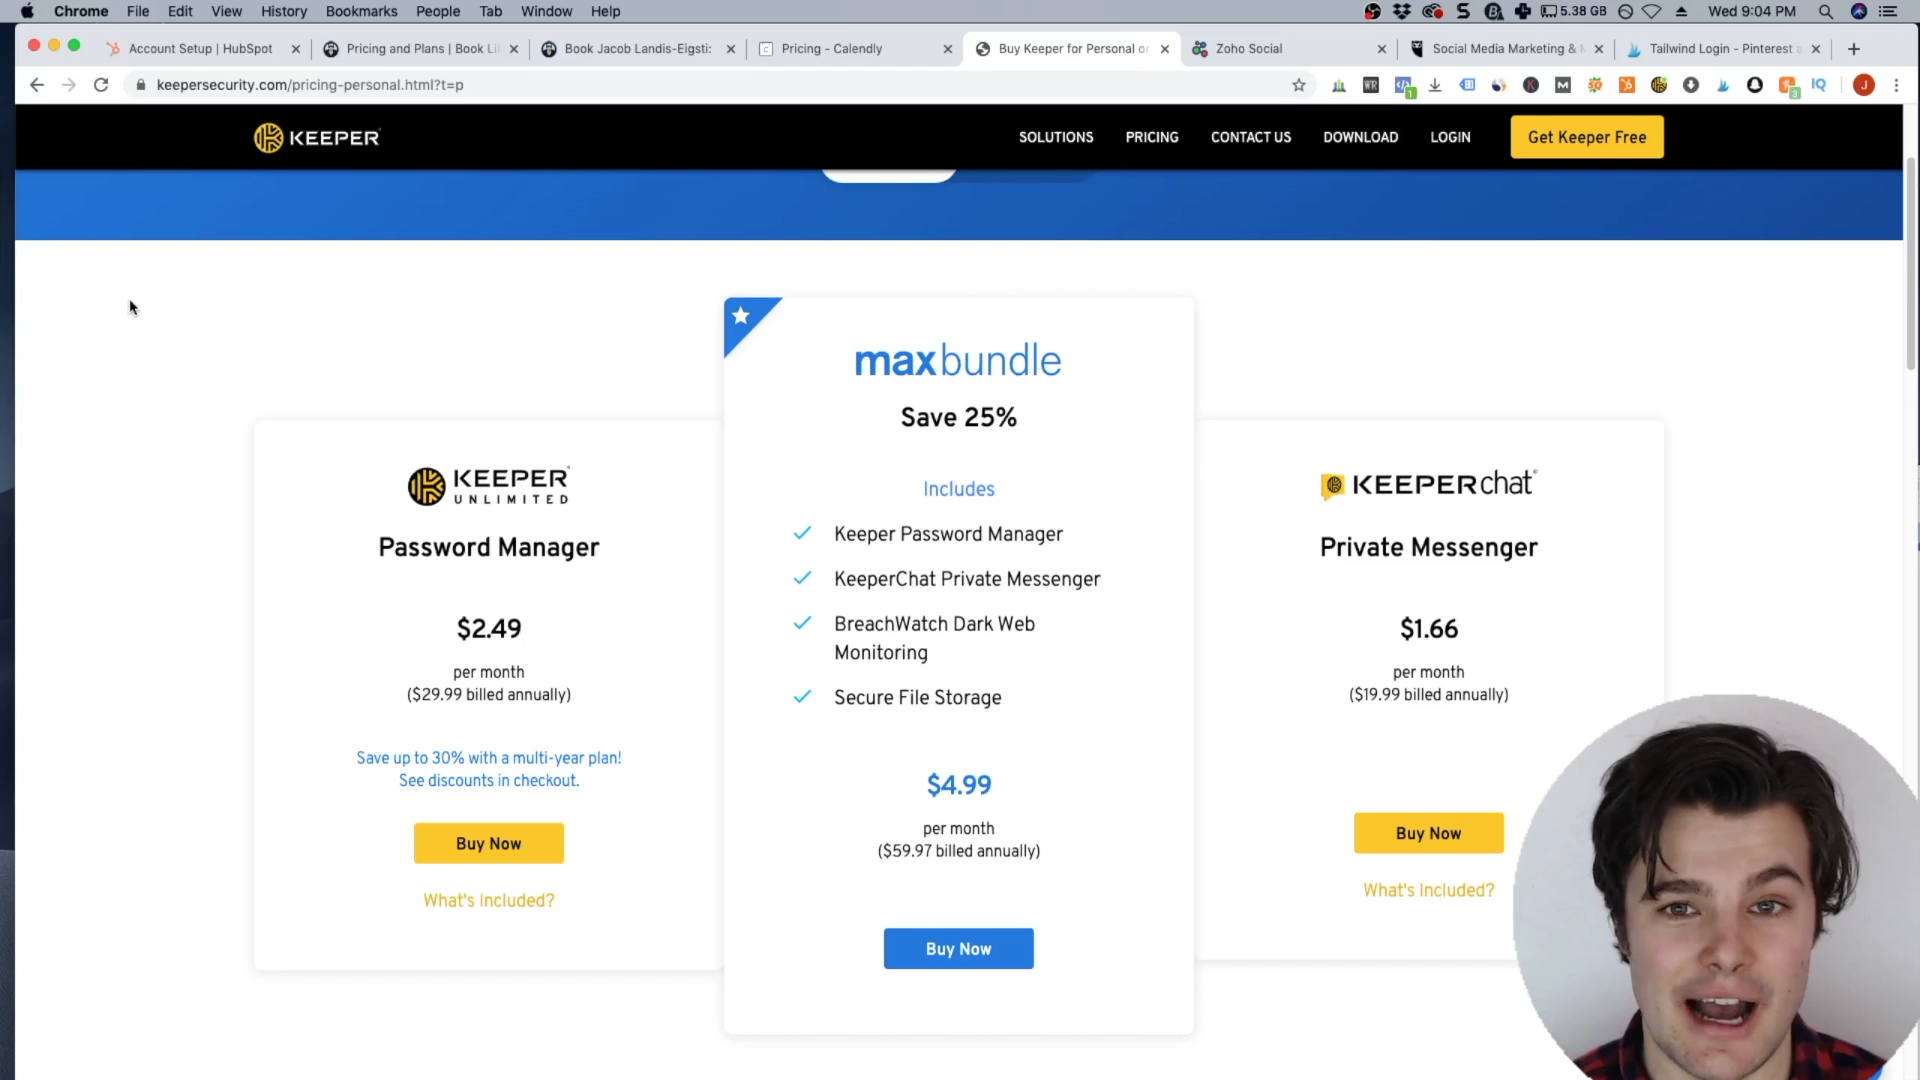 Chrome File Edit View History Bookmarks People Tab Window Help
5.38 GB Wed 9:04 PM
Account Setup | HubSpot
Pricing and Plans | Book Li
Book Jacob Landis-Eigsti:
Pricing - Calendly
Buy Keeper for Personal or
Zoho Social
Social Media Marketing &
Tailwind Login - Pinterest
keepersecurity.com/pricing-personal.html?t=p
WR
1
M
3
IQ
J
KEEPER
SOLUTIONS
PRICING
CONTACT US
DOWNLOAD
LOGIN
Get Keeper Free
maxbundle
Save 25%
Includes
Keeper Password Manager
KeeperChat Private Messenger
BreachWatch Dark Web
Monitoring
Secure File Storage
$4.99
per month
($59.97 billed annually)
Buy Now
KEEPER
UNLIMITED
Password Manager
$2.49
per month
($29.99 billed annually)
Save up to 30% with a multi-year plan!
See discounts in checkout.
Buy Now
What's Included?
KEEPERchat
Private Messenger
$1.66
per month
($19.99 billed annually)
Buy Now
What's Included?